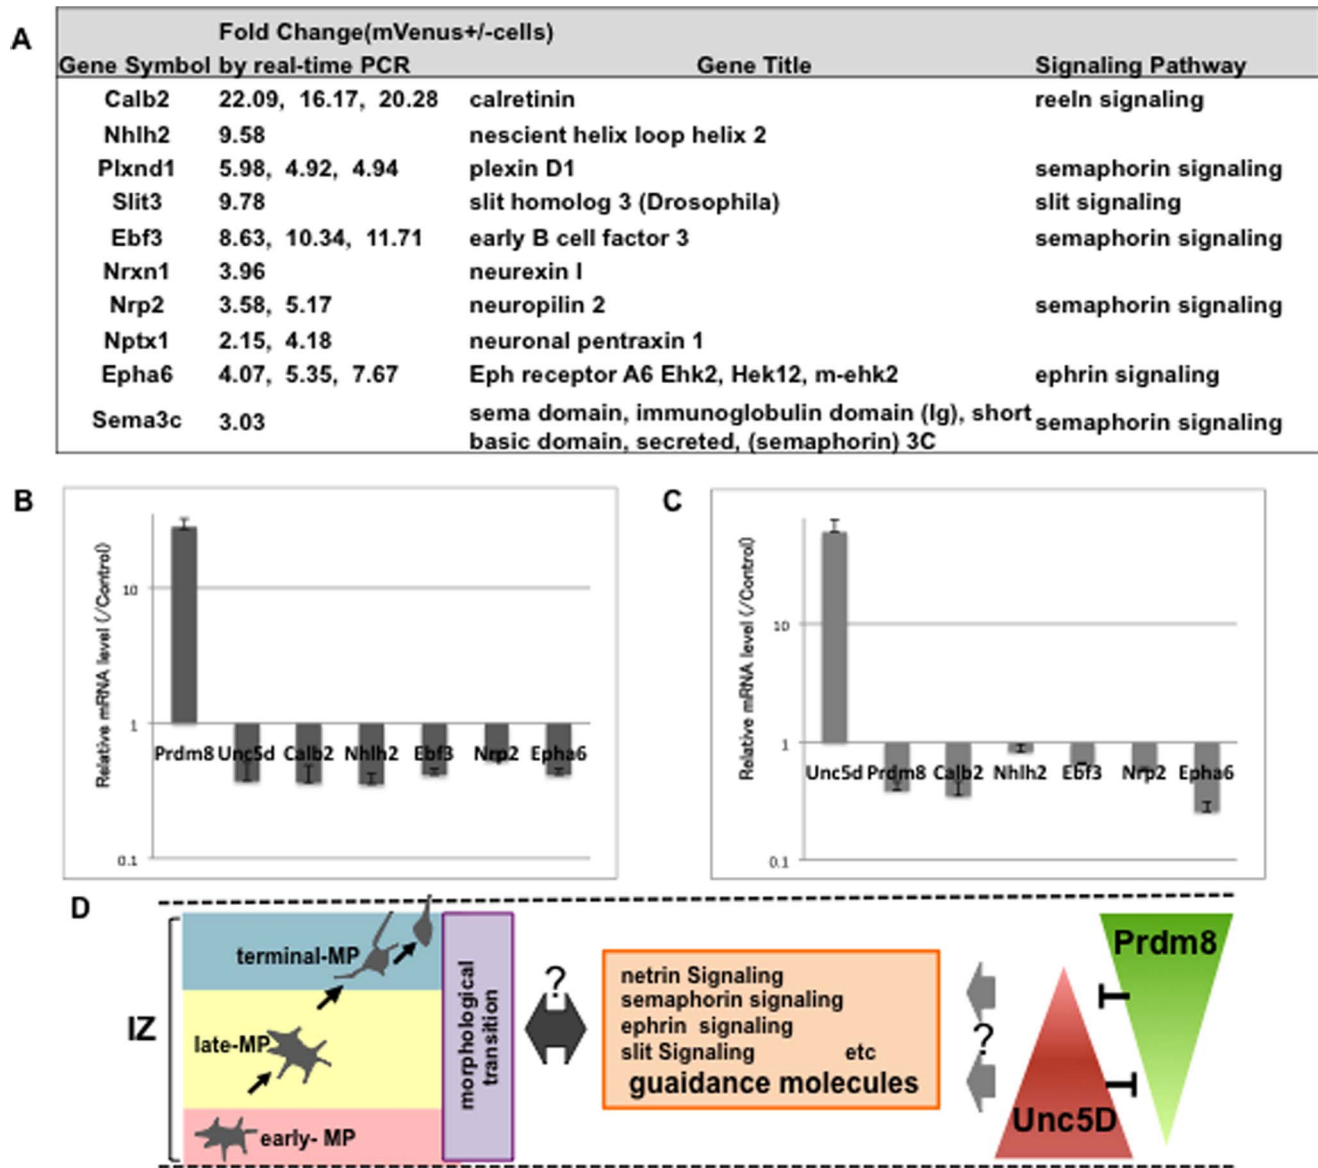 A
Fold Change(mVenus+/-cells)
Gene Symbol by real-time PCR Gene Title Signaling Pathway
Calb2 22.09, 16.17, 20.28 calretinin reeln signaling
Nhlh2 9.58 nescient helix loop helix 2
Plxnd1 5.98, 4.92, 4.94 plexin D1 semaphorin signaling
Slit3 9.78 slit homolog 3 (Drosophila) slit signaling
Ebf3 8.63, 10.34, 11.71 early B cell factor 3 semaphorin signaling
Nrxn1 3.96 neurexin I
Nrp2 3.58, 5.17 neuropilin 2 semaphorin signaling
Nptx1 2.15, 4.18 neuronal pentraxin 1
Epha6 4.07, 5.35, 7.67 Eph receptor A6 Ehk2, Hek12, m-ehk2 ephrin signaling
Sema3c 3.03 sema domain, immunoglobulin domain (Ig), short semaphorin signaling
basic domain, secreted, (semaphorin) 3C
B
Relative mRNA level (/Control)
10
1
Prdm8 Unc5d Calb2 Nhlh2 Ebf3 Nrp2 Epha6
0.1
C
Relative mRNA level (/Control)
10
1
Unc5d Prdm8 Calb2 Nhlh2 Ebf3 Nrp2 Epha6
0.1
D
IZ
terminal-MP
late-MP
early- MP
morphological
transition
?
netrin Signaling
semaphorin signaling
ephrin signaling
slit Signaling etc
guaidance molecules
?
Unc5D
Prdm8